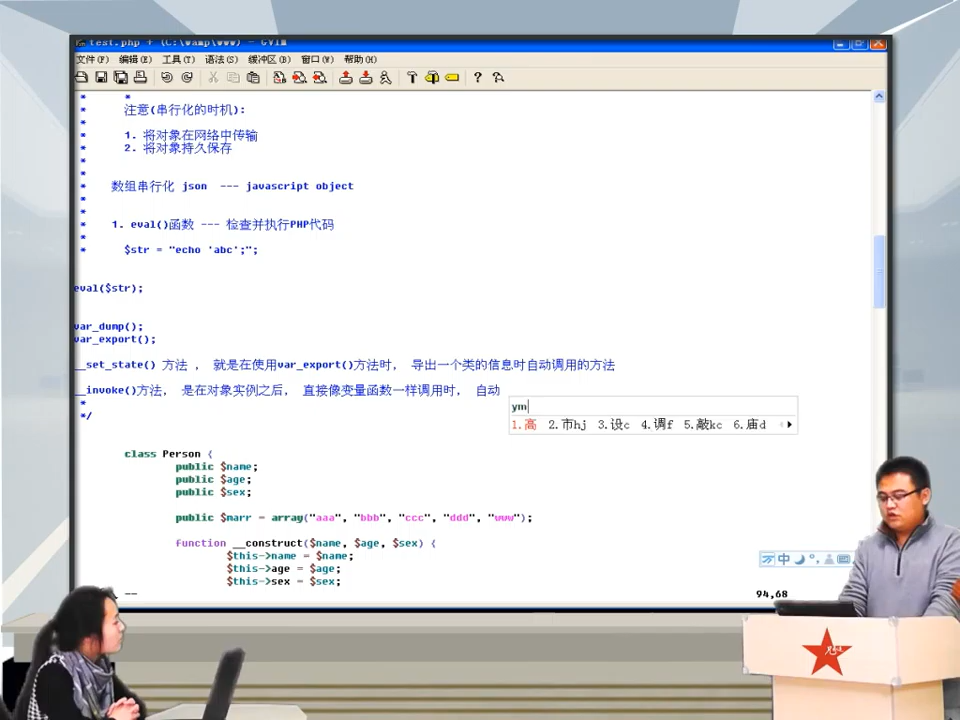 test.php + (C:\wamp\www) - GVIM
文件(F) 编辑(E) 工具(T) 语法(S) 缓冲区(B) 窗口(W) 帮助(H)
* *
* 注意(串行化的时机):
*
* 1. 将对象在网络中传输
* 2. 将对象持久保存
*
*
* 数组串行化 json --- javascript object
*
*
* 1. eval()函数 --- 检查并执行PHP代码
*
* $str = "echo 'abc';";
eval($str);
var_dump();
var_export();
__set_state() 方法 , 就是在使用var_export()方法时, 导出一个类的信息时自动调用的方法
__invoke()方法, 是在对象实例之后, 直接像变量函数一样调用时, 自动
ym
1.高 2.市hj 3.设c 4.调f 5.敲kc 6.庙d
*
*/
class Person {
public $name;
public $age;
public $sex;
public $marr = array("aaa", "bbb", "ccc", "ddd", "www");
function __construct($name, $age, $sex) {
$this->name = $name;
$this->age = $age;
$this->sex = $sex;
中
-- 94,68